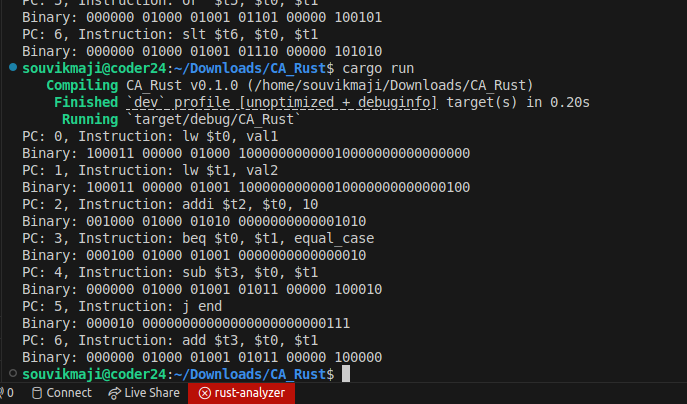 PC: 5, Instruction: or $t5, $t0, $t1
Binary: 000000 01000 01001 01101 00000 100101
PC: 6, Instruction: slt $t6, $t0, $t1
Binary: 000000 01000 01001 01110 00000 101010
souvikmaji@coder24:~/Downloads/CA_Rust$ cargo run
Compiling CA_Rust v0.1.0 (/home/souvikmaji/Downloads/CA_Rust)
Finished `dev` profile [unoptimized + debuginfo] target(s) in 0.20s
Running `target/debug/CA_Rust`
PC: 0, Instruction: lw $t0, val1
Binary: 100011 00000 01000 10000000000010000000000000000
PC: 1, Instruction: lw $t1, val2
Binary: 100011 00000 01001 10000000000010000000000000100
PC: 2, Instruction: addi $t2, $t0, 10
Binary: 001000 01000 01010 0000000000001010
PC: 3, Instruction: beq $t0, $t1, equal_case
Binary: 000100 01000 01001 0000000000000010
PC: 4, Instruction: sub $t3, $t0, $t1
Binary: 000000 01000 01001 01011 00000 100010
PC: 5, Instruction: j end
Binary: 000010 00000000000000000000000111
PC: 6, Instruction: add $t3, $t0, $t1
Binary: 000000 01000 01001 01011 00000 100000
souvikmaji@coder24:~/Downloads/CA_Rust$
0 Connect Live Share rust-analyzer